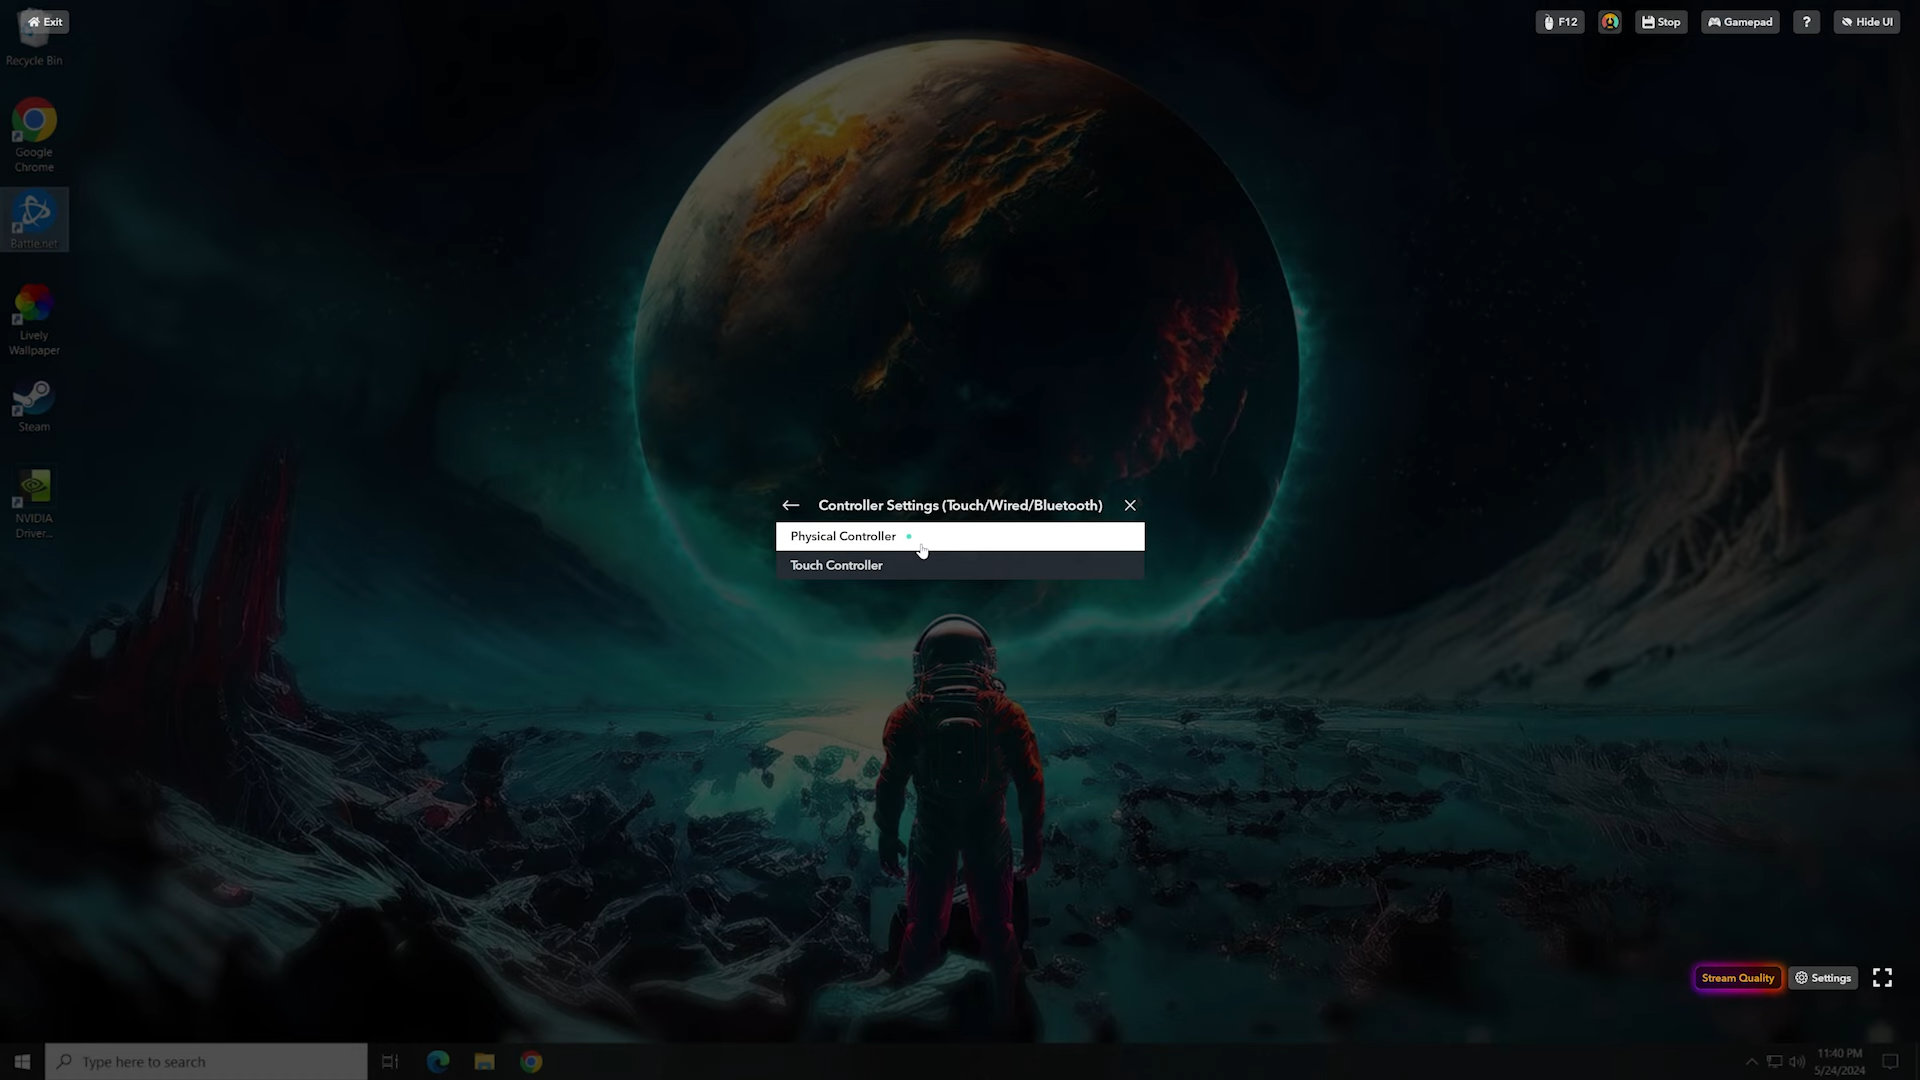 Exit
F12
Stop
Gamepad
?
Hide UI
Recycle Bin
Google
Chrome
Battle.net
Lively
Wallpaper
Steam
NVIDIA
Driver...
Controller Settings (Touch/Wired/Bluetooth)
Physical Controller
Touch Controller
Stream Quality
Settings
Type here to search
11:40 PM
5/24/2024